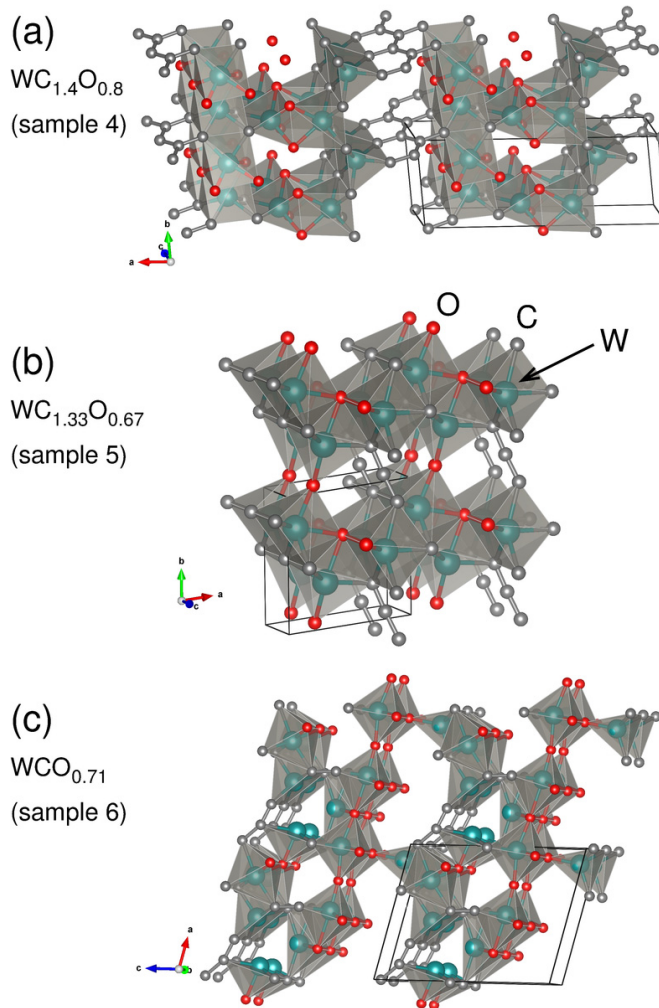 (a)
WC1.4O0.8
(sample 4)
b
c
a
(b)
O
C
W
WC1.33O0.67
(sample 5)
b
a
c
(c)
WCO0.71
(sample 6)
a
c
b